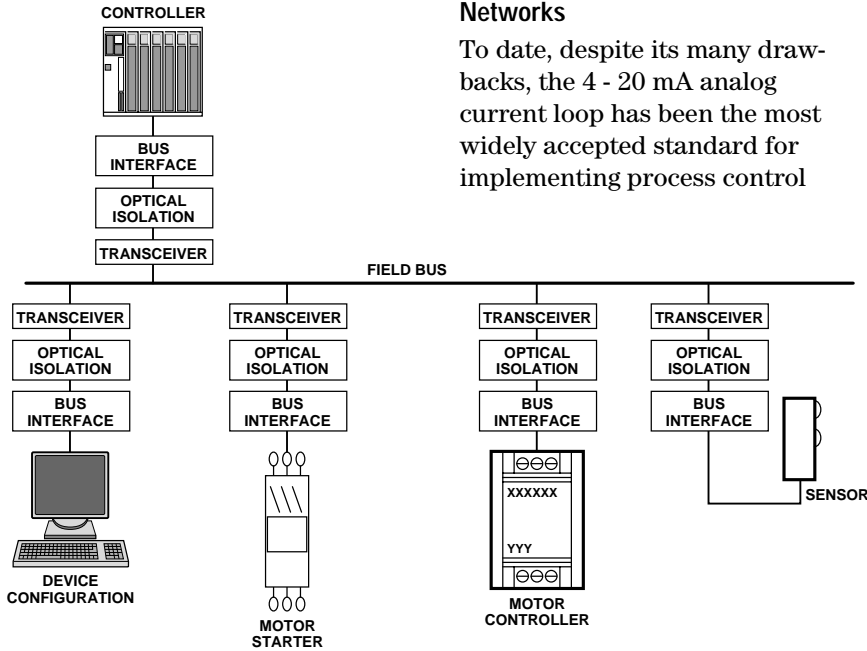 CONTROLLER
Networks
To date, despite its many draw-
backs, the 4 - 20 mA analog
current loop has been the most
widely accepted standard for
implementing process control
BUS
INTERFACE
OPTICAL
ISOLATION
TRANSCEIVER
FIELD BUS
TRANSCEIVER
OPTICAL
ISOLATION
BUS
INTERFACE
DEVICE
CONFIGURATION
TRANSCEIVER
OPTICAL
ISOLATION
BUS
INTERFACE
MOTOR
STARTER
TRANSCEIVER
OPTICAL
ISOLATION
BUS
INTERFACE
XXXXXX
YYY
MOTOR
CONTROLLER
TRANSCEIVER
OPTICAL
ISOLATION
BUS
INTERFACE
SENSOR